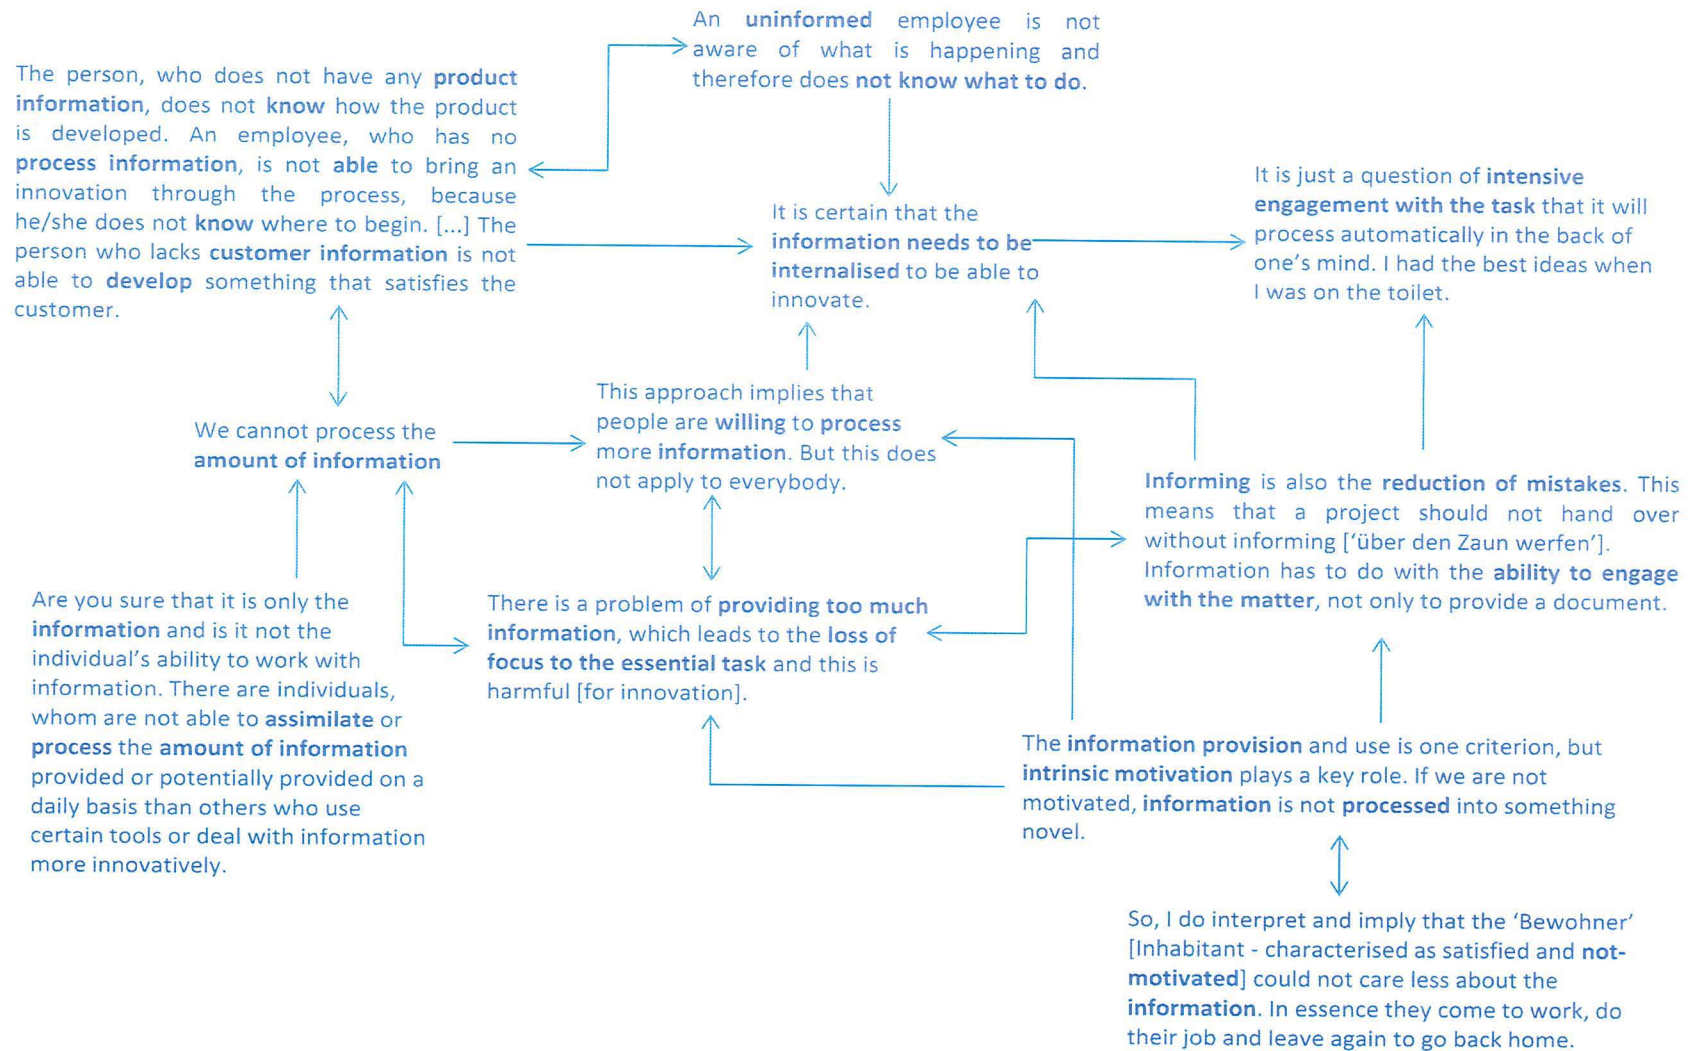 An uninformed employee is not
aware of what is happening and
therefore does not know what to do.
The person, who does not have any product
information, does not know how the product
is developed. An employee, who has no
process information, is not able to bring an
innovation through the process, because
he/she does not know where to begin. [...] The
person who lacks customer information is not
able to develop something that satisfies the
customer.
It is certain that the
information needs to be
internalised to be able to
innovate.
It is just a question of intensive
engagement with the task that it will
process automatically in the back of
one's mind. I had the best ideas when
I was on the toilet.
We cannot process the
amount of information
This approach implies that
people are willing to process
more information. But this does
not apply to everybody.
Informing is also the reduction of mistakes. This
means that a project should not hand over
without informing ['über den Zaun werfen'].
Information has to do with the ability to engage
with the matter, not only to provide a document.
Are you sure that it is only the
information and is it not the
individual's ability to work with
information. There are individuals,
whom are not able to assimilate or
process the amount of information
provided or potentially provided on a
daily basis than others who use
certain tools or deal with information
more innovatively.
There is a problem of providing too much
information, which leads to the loss of
focus to the essential task and this is
harmful [for innovation].
The information provision and use is one criterion, but
intrinsic motivation plays a key role. If we are not
motivated, information is not processed into something
novel.
So, I do interpret and imply that the 'Bewohner'
[Inhabitant - characterised as satisfied and not-
motivated] could not care less about the
information. In essence they come to work, do
their job and leave again to go back home.